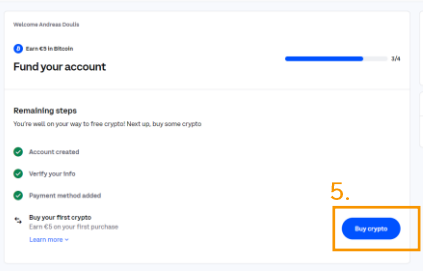 Welcome Andreas Doulis
Earn €5 in Bitcoin
Fund your account
3/4
Remaining steps
You're well on your way to free crypto! Next up, buy some crypto
Account created
Verify your info
Payment method added
5.
Buy your first crypto
Earn €5 on your first purchase
Buy crypto
Learn more